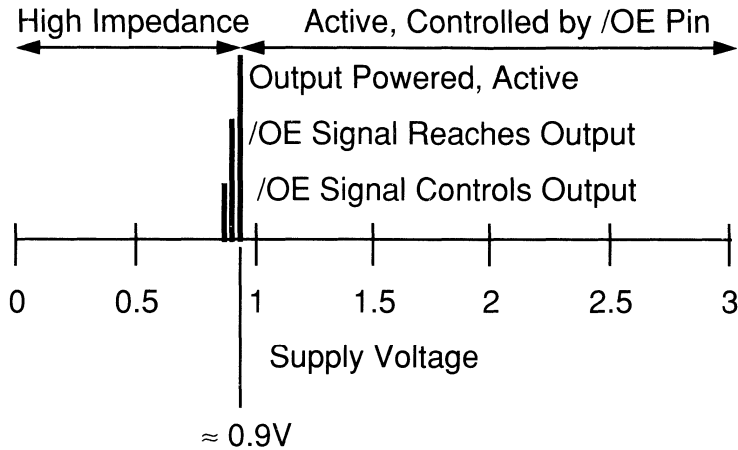 High Impedance
Active, Controlled by /OE Pin
Output Powered, Active
/OE Signal Reaches Output
/OE Signal Controls Output
0 0.5 1 1.5 2 2.5 3
Supply Voltage
≈ 0.9V